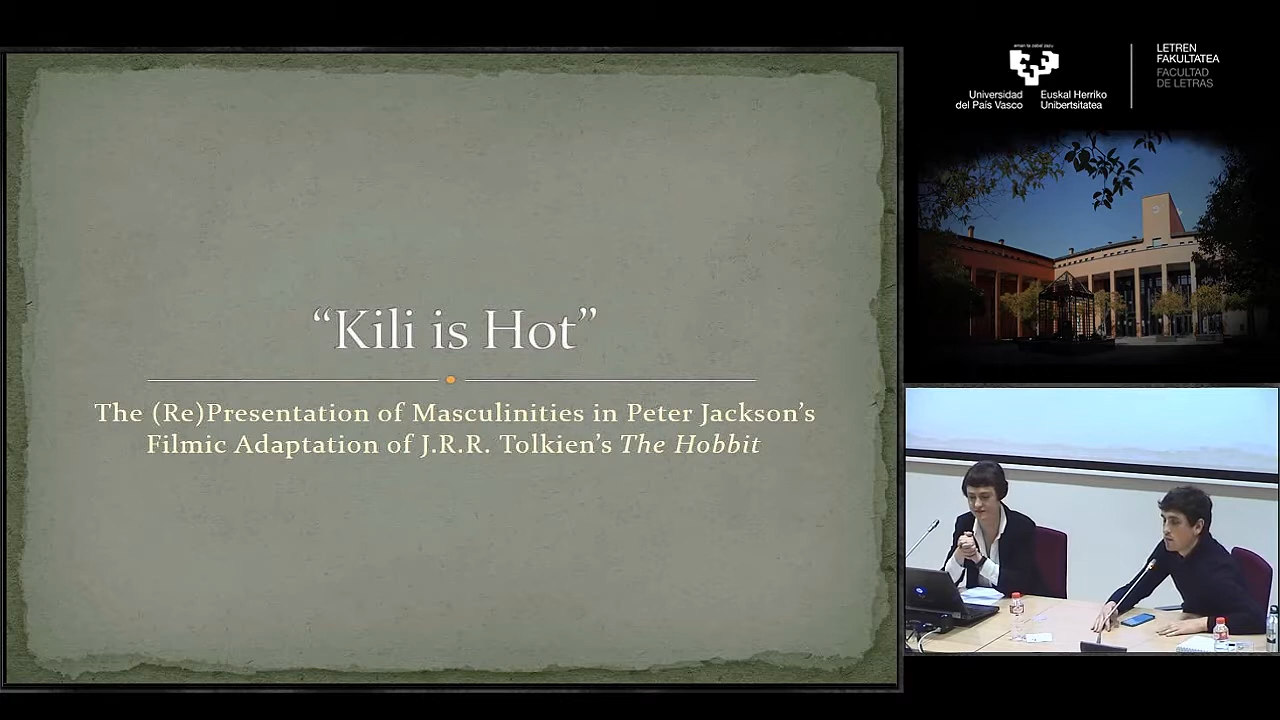 “Kili is Hot”
The (Re)Presentation of Masculinities in Peter Jackson’s
Filmic Adaptation of J.R.R. Tolkien’s The Hobbit
Universidad
del País Vasco
Euskal Herriko
Unibertsitatea
LETREN
FAKULTATEA
FACULTAD
DE LETRAS